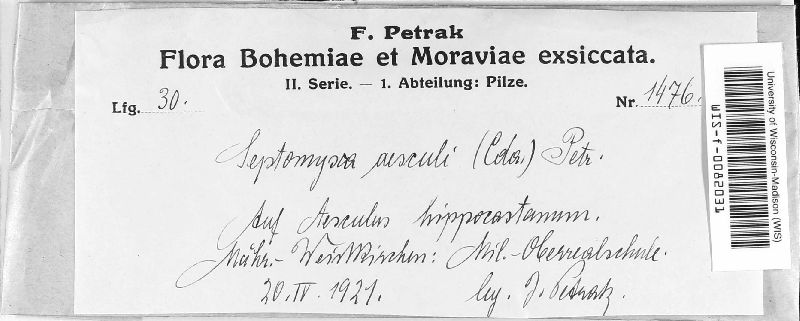 F. Petrak
Flora Bohemiae et Moraviae exsiccata.
II. Serie. — 1. Abteilung: Pilze.
Lfg. 30.
Nr. 1476.
Septomyxa aesculi (Cda.) Petr.
Auf Aesculus hippocastanum.
Mähr.-Weisskirchen: Mil.-Oberrealschule.
20.IV.1921. leg. J. Petrak.
University of Wisconsin-Madison (WIS)
WIS-f-0082031